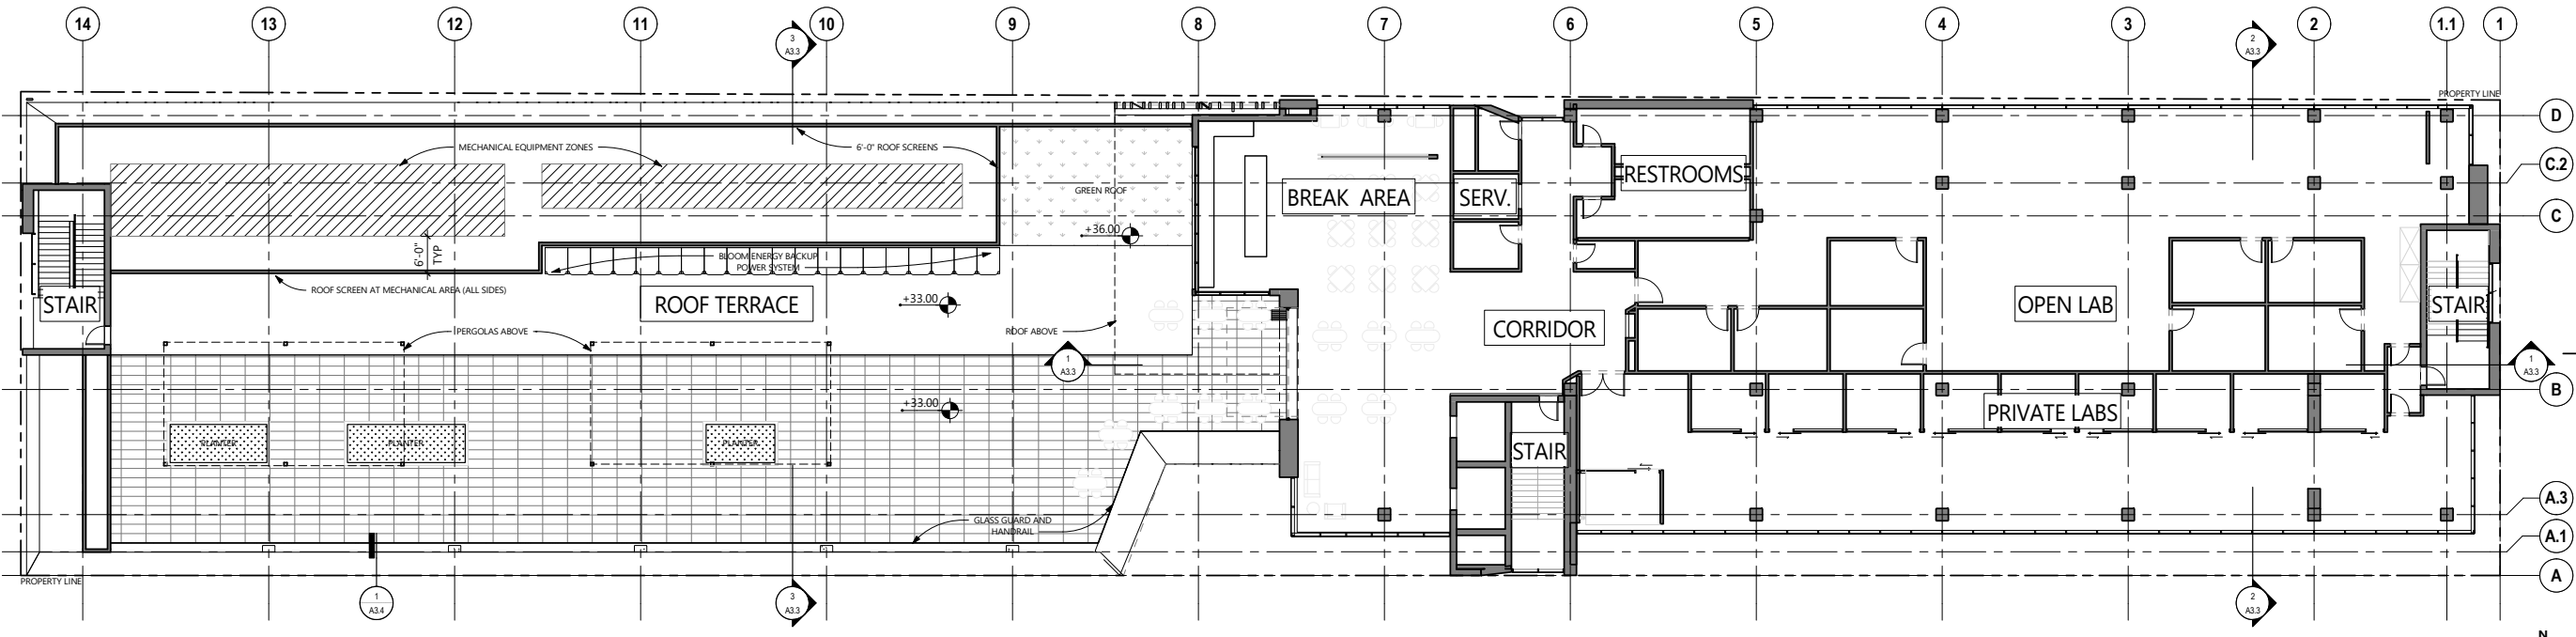 14 13 12 11 10 9 8 7 6 5 4 3 2 1.1 1
3
A3.3
2
A3.3
PROPERTY LINE
D
MECHANICAL EQUIPMENT ZONES
6'-0" ROOF SCREENS
C.2
RESTROOMS
GREEN ROOF
BREAK AREA
SERV.
C
+36.00
6'-0"
TYP
BLOOM ENERGY BACKUP
POWER SYSTEM
ROOF SCREEN AT MECHANICAL AREA (ALL SIDES)
STAIR
ROOF TERRACE
+33.00
OPEN LAB
STAIR
PERGOLAS ABOVE
ROOF ABOVE
CORRIDOR
1
A3.3
1
A3.3
B
+33.00
PRIVATE LABS
PLANTER
PLANTER
PLANTER
STAIR
A.3
GLASS GUARD AND
HANDRAIL
A.1
PROPERTY LINE
A
1
A3.4
3
A3.3
2
A3.3
N